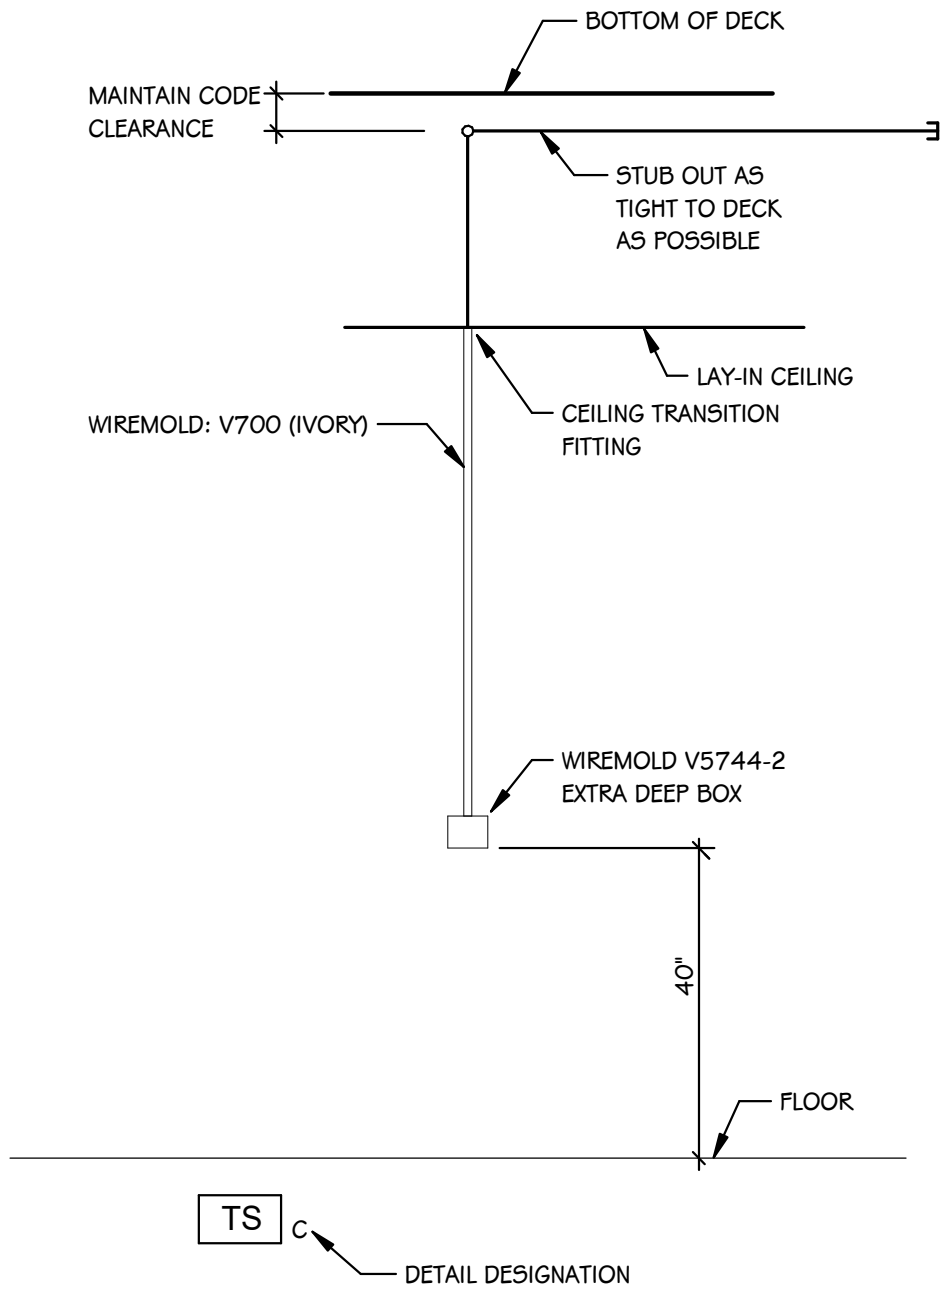 BOTTOM OF DECK
MAINTAIN CODE
CLEARANCE
STUB OUT AS
TIGHT TO DECK
AS POSSIBLE
LAY-IN CEILING
CEILING TRANSITION
FITTING
WIREMOLD: V700 (IVORY)
WIREMOLD V5744-2
EXTRA DEEP BOX
40"
FLOOR
TS
C
DETAIL DESIGNATION